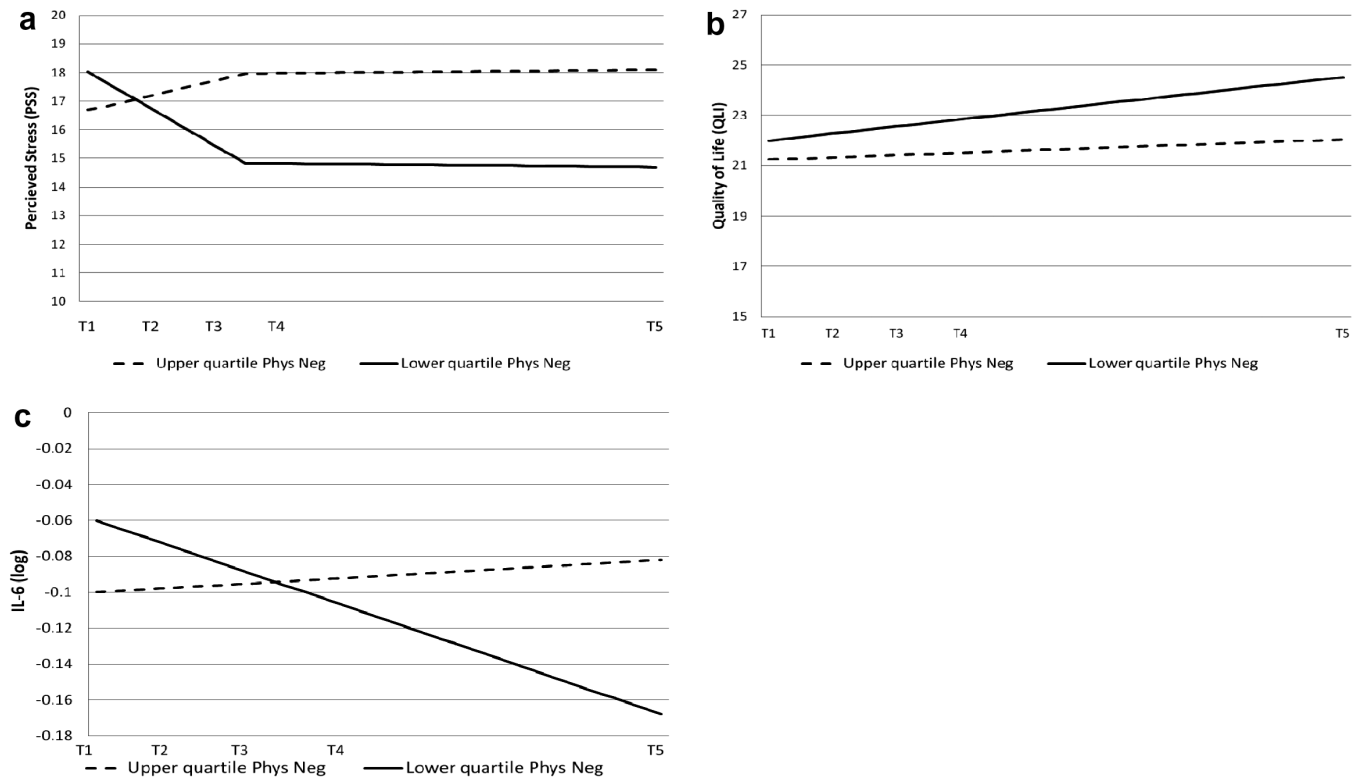 a
20
19
18
17
16
15
14
13
12
11
10
Percieved Stress (PSS)
T1 T2 T3 T4 T5
Upper quartile Phys Neg Lower quartile Phys Neg
b
27
25
23
21
19
17
15
Quality of Life (QLI)
T1 T2 T3 T4 T5
Upper quartile Phys Neg Lower quartile Phys Neg
c
0
-0.02
-0.04
-0.06
-0.08
-0.1
-0.12
-0.14
-0.16
-0.18
IL-6 (log)
T1 T2 T3 T4 T5
Upper quartile Phys Neg Lower quartile Phys Neg